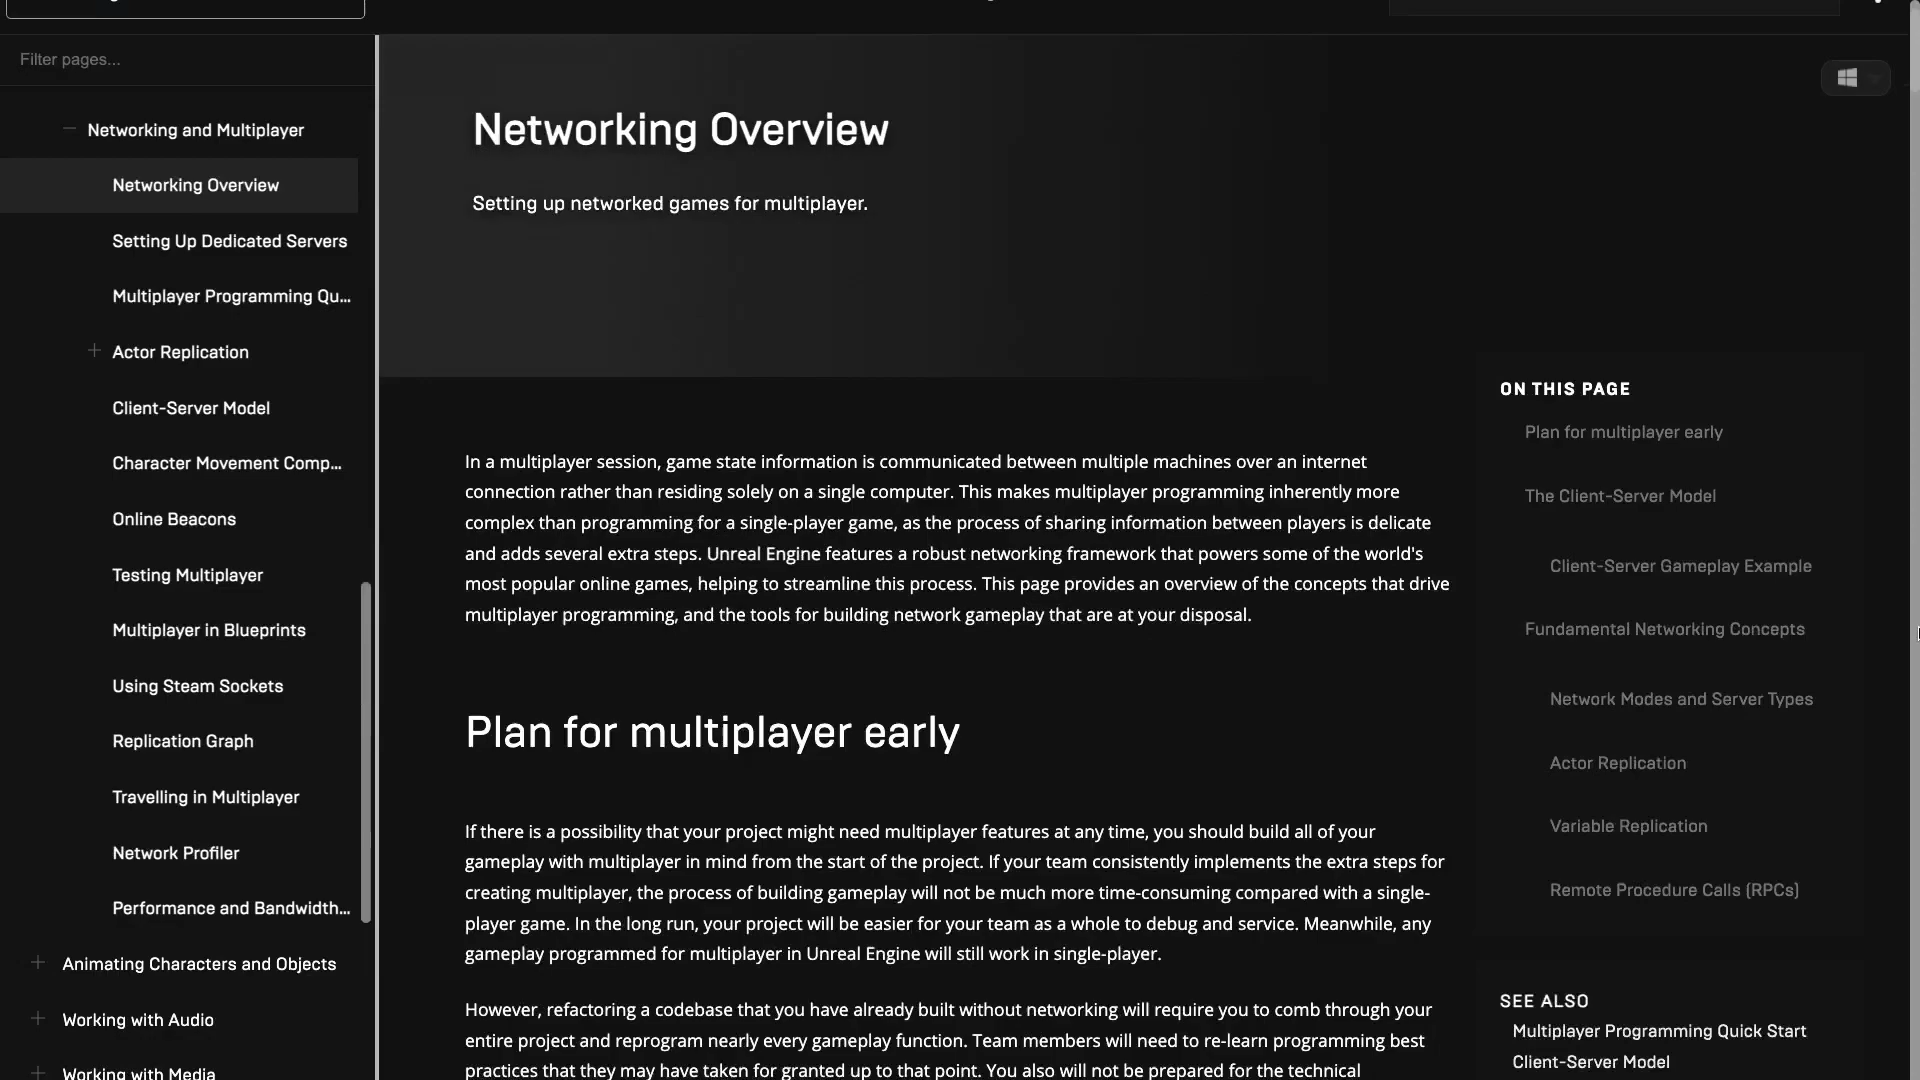 Filter pages...
Networking and Multiplayer
Networking Overview
Setting Up Dedicated Servers
Multiplayer Programming Qu...
Actor Replication
Client-Server Model
Character Movement Comp...
Online Beacons
Testing Multiplayer
Multiplayer in Blueprints
Using Steam Sockets
Replication Graph
Travelling in Multiplayer
Network Profiler
Performance and Bandwidth...
Animating Characters and Objects
Working with Audio
Working with Media
Networking Overview
Setting up networked games for multiplayer.
In a multiplayer session, game state information is communicated between multiple machines over an internet
connection rather than residing solely on a single computer. This makes multiplayer programming inherently more
complex than programming for a single-player game, as the process of sharing information between players is delicate
and adds several extra steps. Unreal Engine features a robust networking framework that powers some of the world's
most popular online games, helping to streamline this process. This page provides an overview of the concepts that drive
multiplayer programming, and the tools for building network gameplay that are at your disposal.
Plan for multiplayer early
If there is a possibility that your project might need multiplayer features at any time, you should build all of your
gameplay with multiplayer in mind from the start of the project. If your team consistently implements the extra steps for
creating multiplayer, the process of building gameplay will not be much more time-consuming compared with a single-
player game. In the long run, your project will be easier for your team as a whole to debug and service. Meanwhile, any
gameplay programmed for multiplayer in Unreal Engine will still work in single-player.
However, refactoring a codebase that you have already built without networking will require you to comb through your
entire project and reprogram nearly every gameplay function. Team members will need to re-learn programming best
practices that they may have taken for granted up to that point. You also will not be prepared for the technical
ON THIS PAGE
Plan for multiplayer early
The Client-Server Model
Client-Server Gameplay Example
Fundamental Networking Concepts
Network Modes and Server Types
Actor Replication
Variable Replication
Remote Procedure Calls (RPCs)
SEE ALSO
Multiplayer Programming Quick Start
Client-Server Model